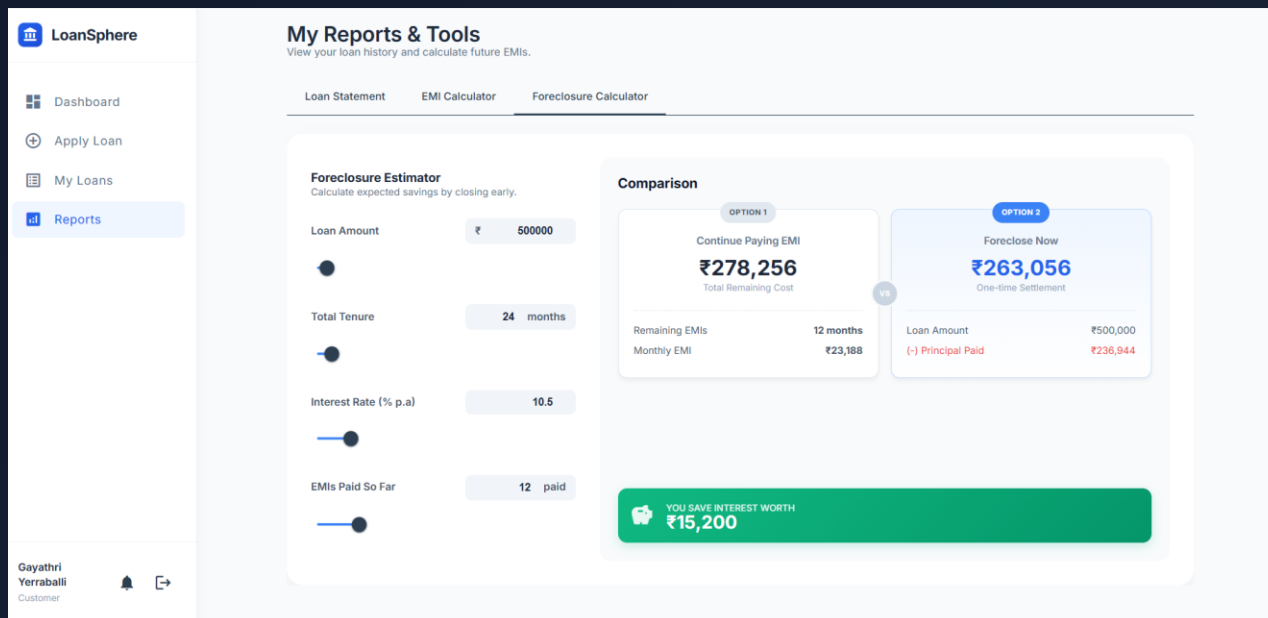 LoanSphere
Dashboard
Apply Loan
My Loans
Reports
Gayathri
Yerraballi
Customer
My Reports & Tools
View your loan history and calculate future EMIs.
Loan Statement
EMI Calculator
Foreclosure Calculator
Foreclosure Estimator
Calculate expected savings by closing early.
Loan Amount
₹ 500000
Total Tenure
24 months
Interest Rate (% p.a)
10.5
EMIs Paid So Far
12 paid
Comparison
OPTION 1
Continue Paying EMI
₹278,256
Total Remaining Cost
Remaining EMIs 12 months
Monthly EMI ₹23,188
VS
OPTION 2
Foreclose Now
₹263,056
One-time Settlement
Loan Amount ₹500,000
(-) Principal Paid ₹236,944
YOU SAVE INTEREST WORTH
₹15,200